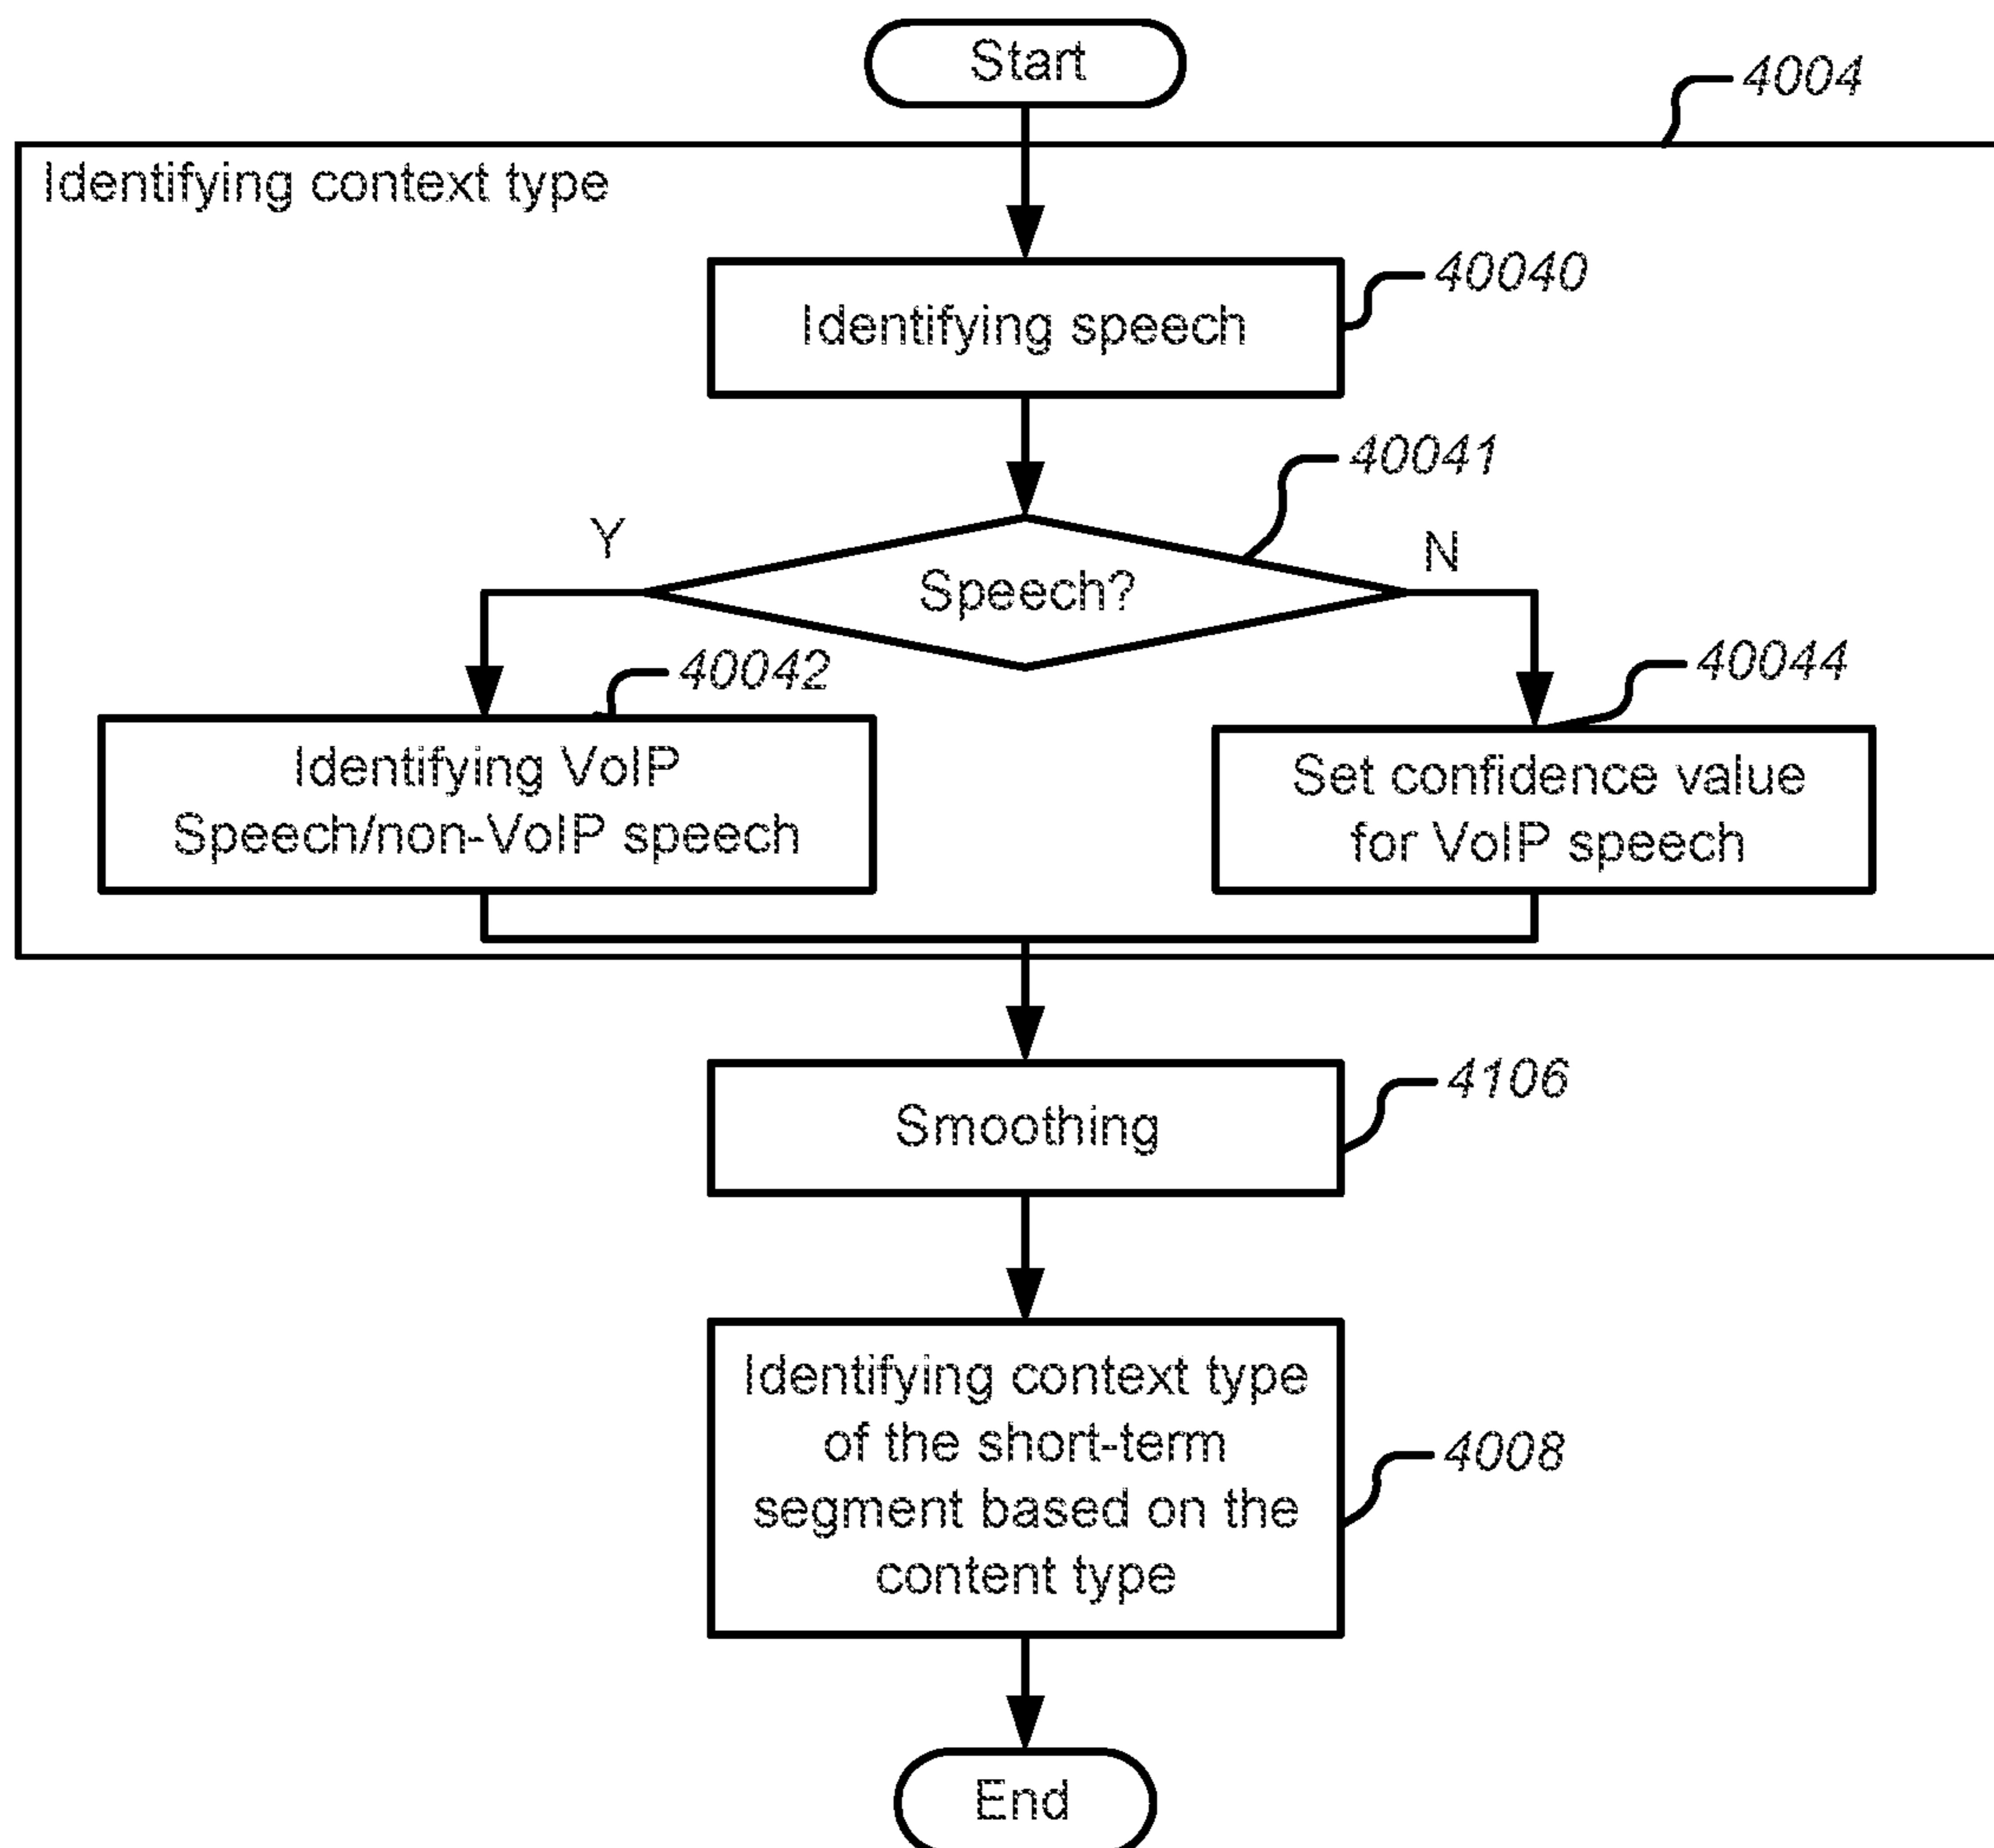 Start
4004
Identifying context type
40040
Identifying speech
40041
Y
N
Speech?
40042
40044
Identifying VoIP
Speech/non-VoIP speech
Set confidence value
for VoIP speech
4106
Smoothing
Identifying context type
of the short-term
segment based on the
content type
4008
End